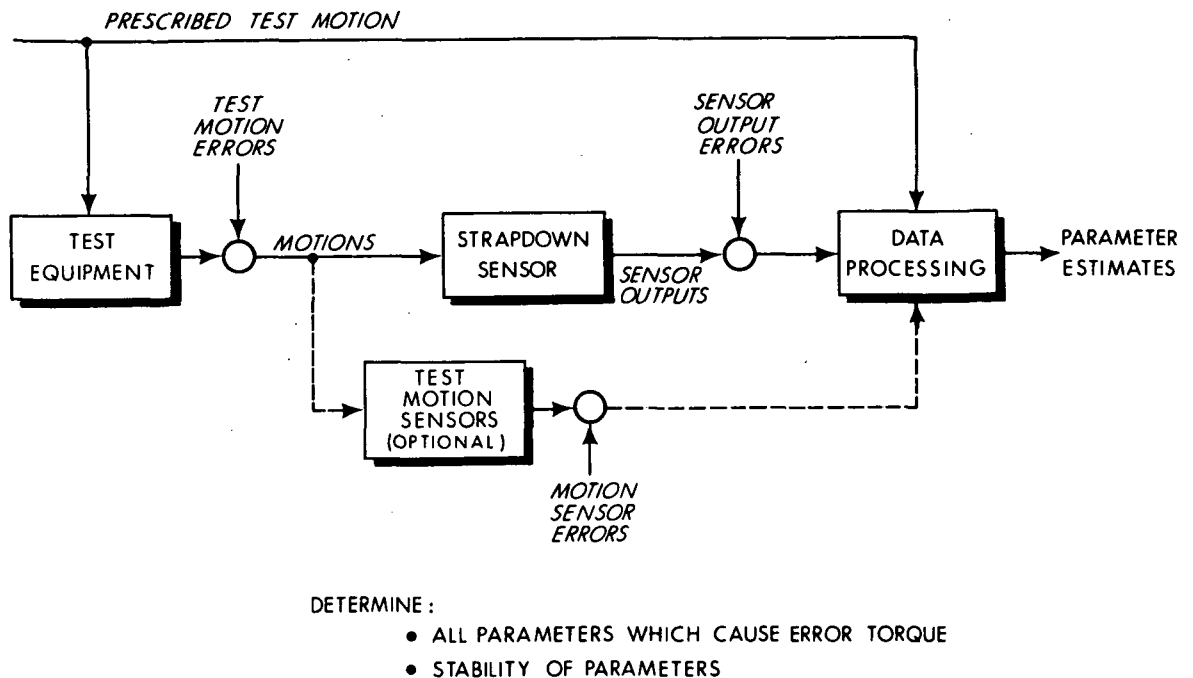 PRESCRIBED TEST MOTION
TEST
MOTION
ERRORS
SENSOR
OUTPUT
ERRORS
TEST
EQUIPMENT
MOTIONS
STRAPDOWN
SENSOR
SENSOR
OUTPUTS
DATA
PROCESSING
PARAMETER
ESTIMATES
TEST
MOTION
SENSORS
(OPTIONAL)
MOTION
SENSOR
ERRORS
DETERMINE:
• ALL PARAMETERS WHICH CAUSE ERROR TORQUE
• STABILITY OF PARAMETERS